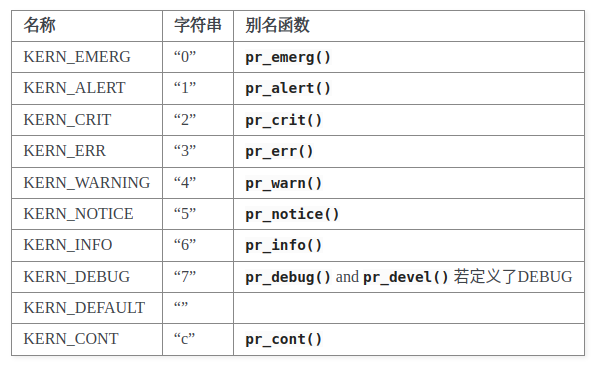 名称 字符串 别名函数
KERN_EMERG “0” pr_emerg()
KERN_ALERT “1” pr_alert()
KERN_CRIT “2” pr_crit()
KERN_ERR “3” pr_err()
KERN_WARNING “4” pr_warn()
KERN_NOTICE “5” pr_notice()
KERN_INFO “6” pr_info()
KERN_DEBUG “7” pr_debug() and pr_devel() 若定义了DEBUG
KERN_DEFAULT “”
KERN_CONT “c” pr_cont()